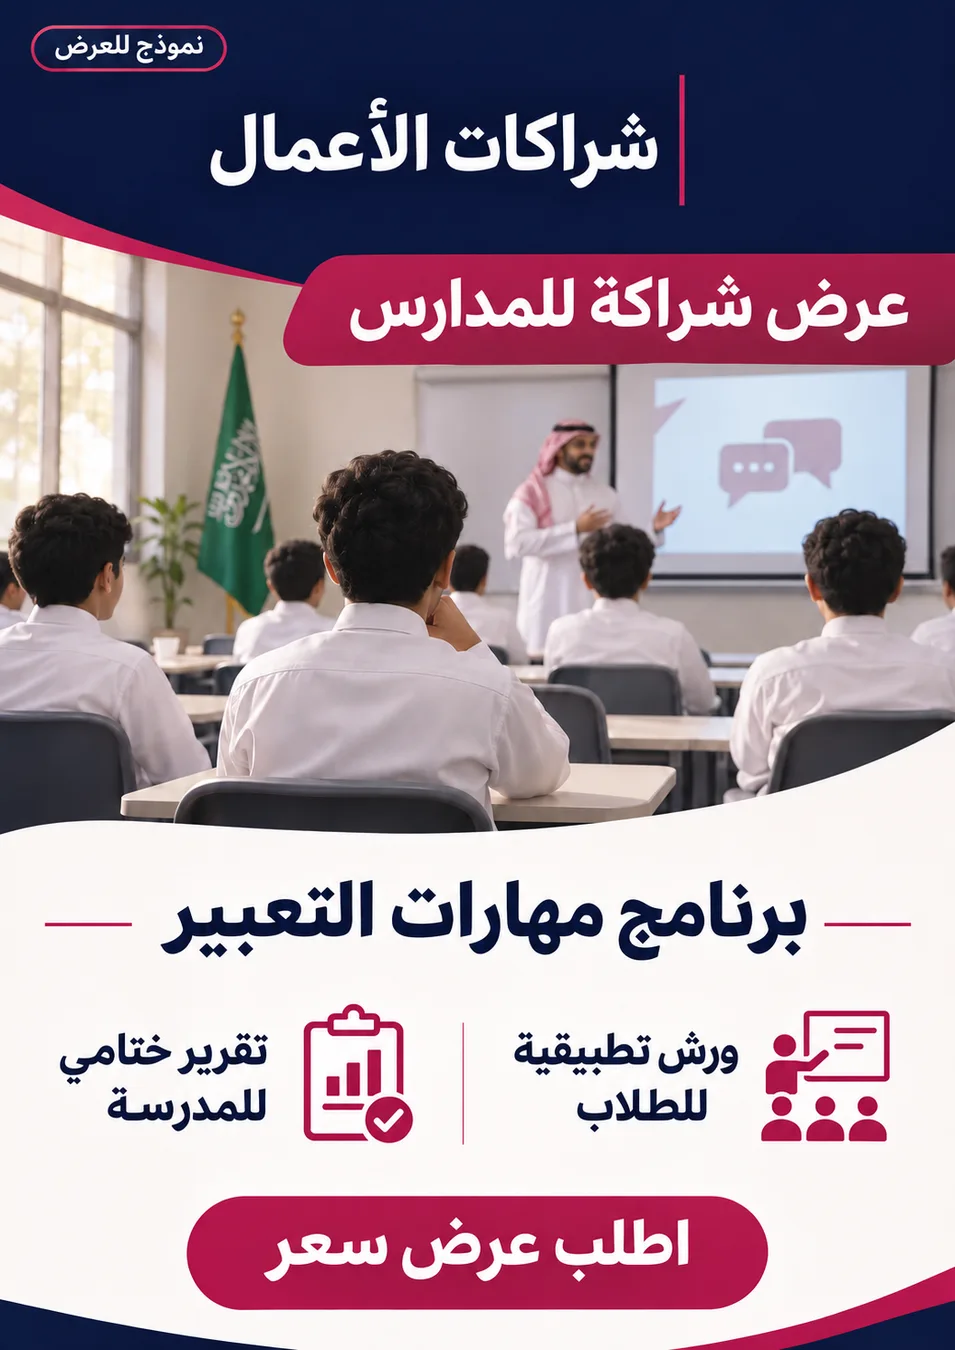 نموذج للعرض
شراكات الأعمال
عرض شراكة للمدارس
برنامج مهارات التعبير
ورش تطبيقية
للطلاب
تقرير ختامي
للمدرسة
اطلب عرض سعر